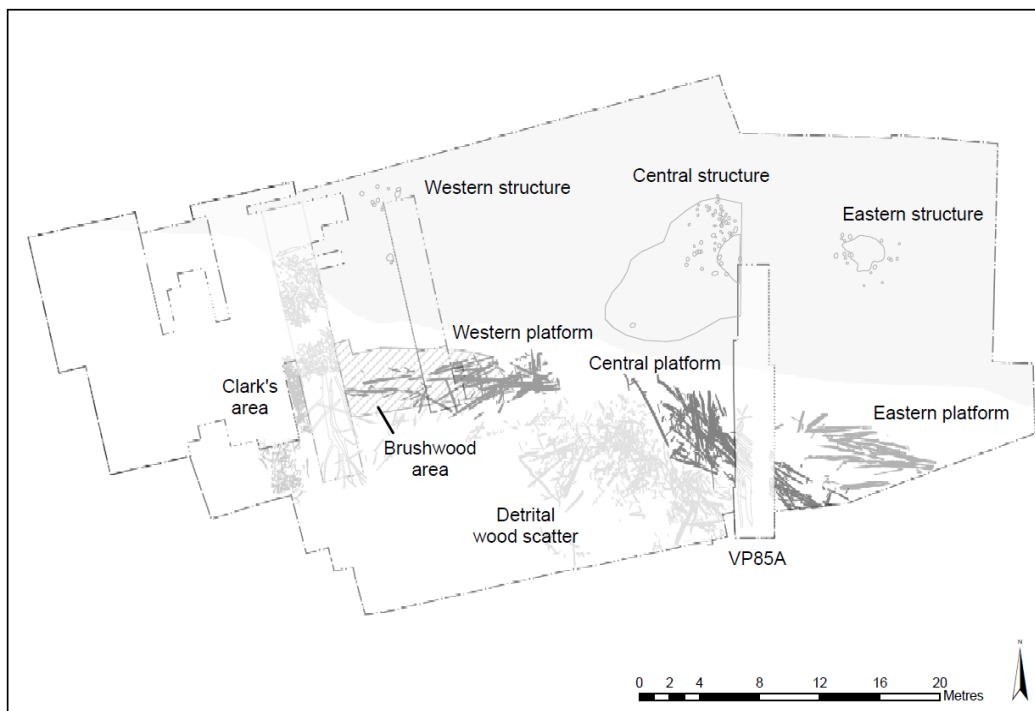 Western structure
Central structure
Eastern structure
Western platform
Central platform
Clark's
area
Eastern platform
Brushwood
area
Detrital
wood scatter
VP85A
N
0 2 4 8 12 16 20
Metres